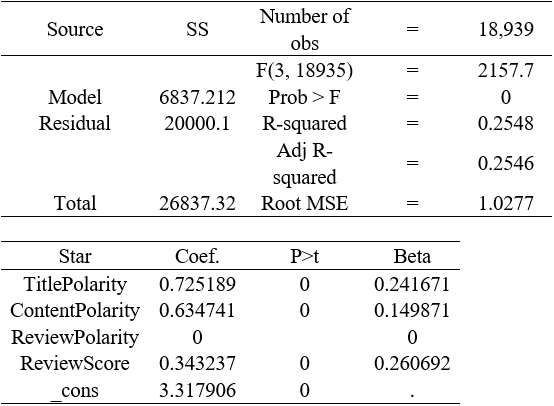 Source SS Number of obs = 18,939
F(3, 18935) = 2157.7
Model 6837.212 Prob > F = 0
Residual 20000.1 R-squared = 0.2548
Adj R-squared = 0.2546
Total 26837.32 Root MSE = 1.0277
Star Coef. P>t Beta
TitlePolarity 0.725189 0 0.241671
ContentPolarity 0.634741 0 0.149871
ReviewPolarity 0 0
ReviewScore 0.343237 0 0.260692
_cons 3.317906 0 .